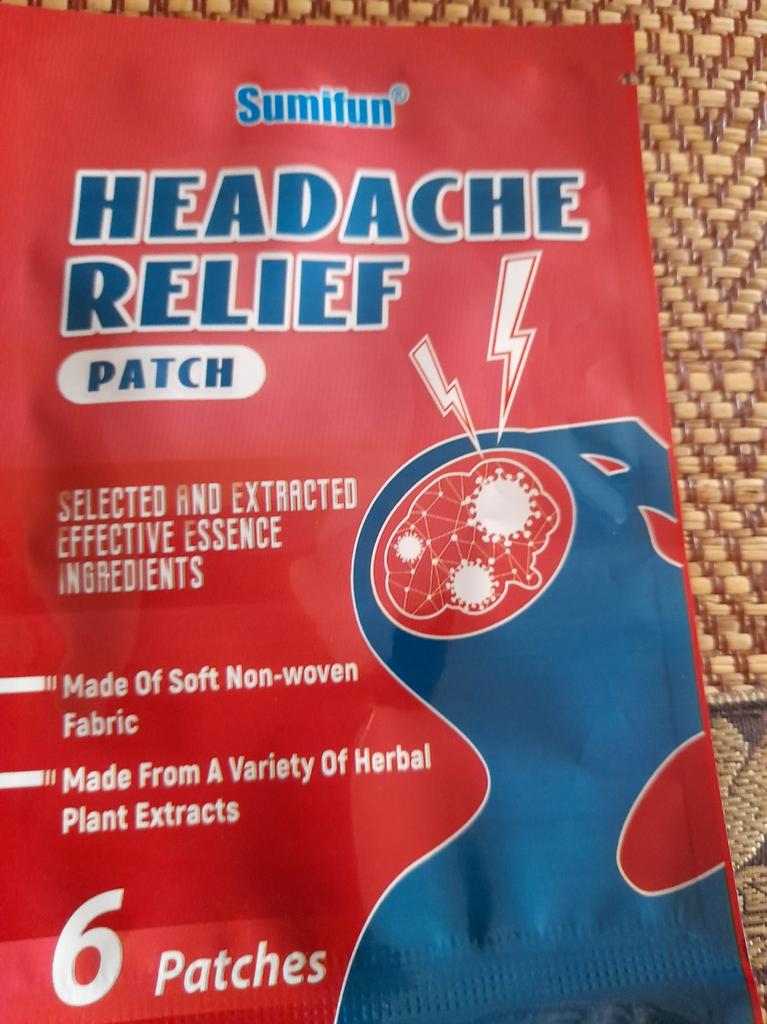 Sumifun®
HEADACHE
RELIEF
PATCH
SELECTED AND EXTRACTED
EFFECTIVE ESSENCE
INGREDIENTS
Made Of Soft Non-woven
Fabric
Made From A Variety Of Herbal
Plant Extracts
6 Patches